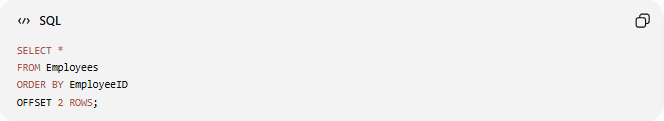 SQL
SELECT *
FROM Employees
ORDER BY EmployeeID
OFFSET 2 ROWS;